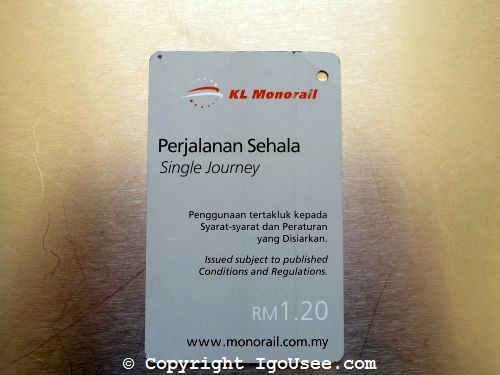 KL Monorail
Perjalanan Sehala
Single Journey
Penggunaan tertakluk kepada
Syarat-syarat dan Peraturan
yang Disiarkan.
Issued subject to published
Conditions and Regulations.
RM1.20
www.monorail.com.my
© Copyright IgoUsee.com